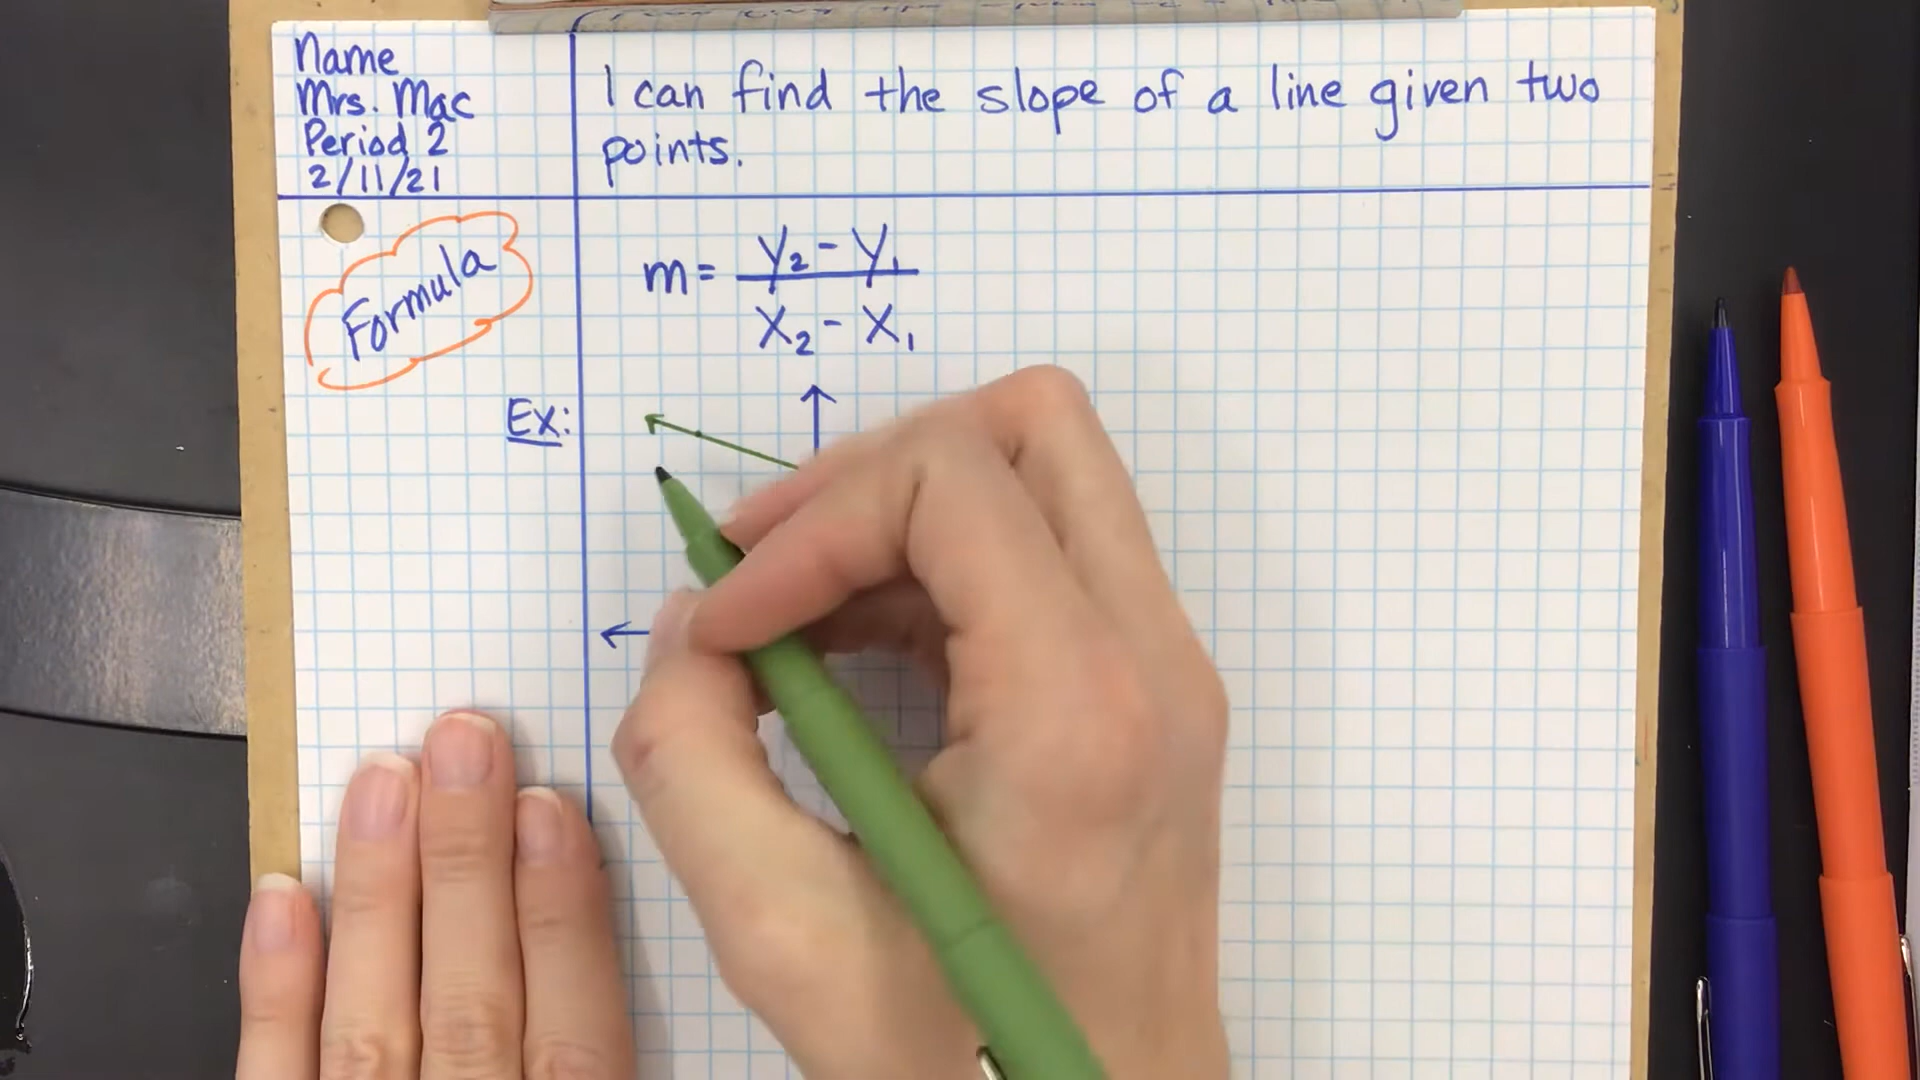 Name
Mrs. Mac
Period 2
2/11/21
I can find the slope of a line given two
points.
Formula
m = y₂ - y₁
x₂ - x₁
Ex: